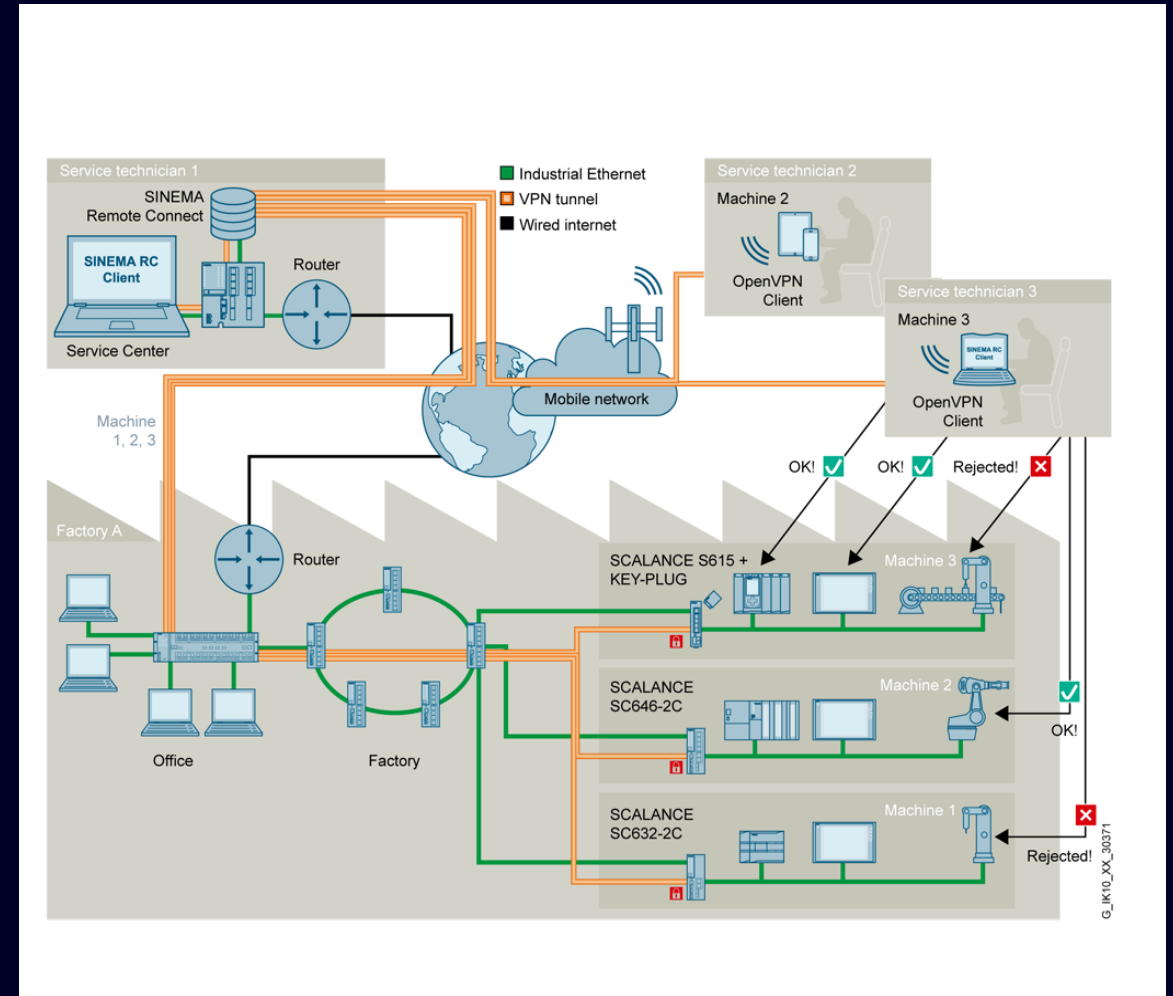 Service technician 1
SINEMA
Remote Connect
SINEMA RC
Client
Service Center
Router
Industrial Ethernet
VPN tunnel
Wired internet
Service technician 2
Machine 2
OpenVPN
Client
Service technician 3
Machine 3
SINEMA RC
Client
OpenVPN
Client
Mobile network
Machine
1, 2, 3
OK!
OK!
Rejected!
Factory A
Router
Office
Factory
SCALANCE S615 +
KEY-PLUG
Machine 3
SCALANCE
SC646-2C
Machine 2
OK!
SCALANCE
SC632-2C
Machine 1
Rejected!
G_IK10_XX_30371